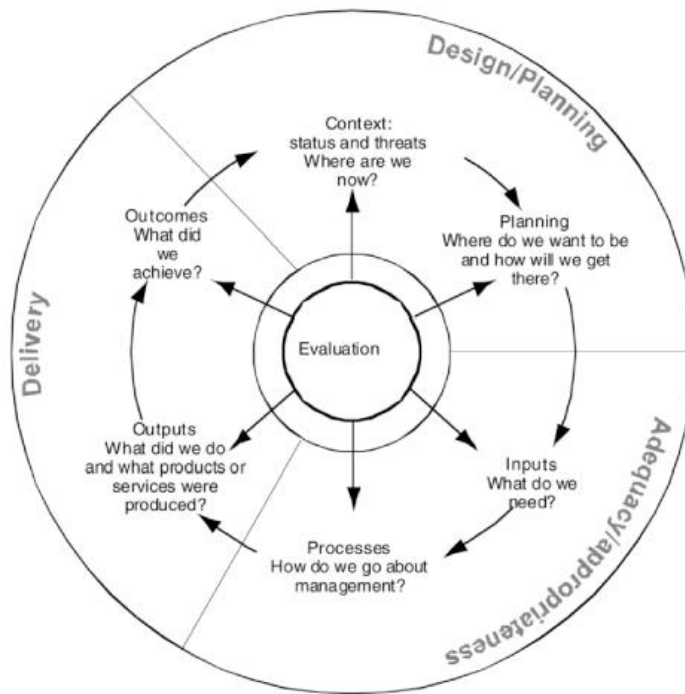 Design/Planning
Context:
status and threats
Where are we
now?
Planning
Where do we want to be
and how will we get
there?
Outcomes
What did
we
achieve?
Delivery
Evaluation
Outputs
What did we do
and what products or
services were
produced?
Inputs
What do we
need?
Processes
How do we go about
management?
Adequacy/appropriateness